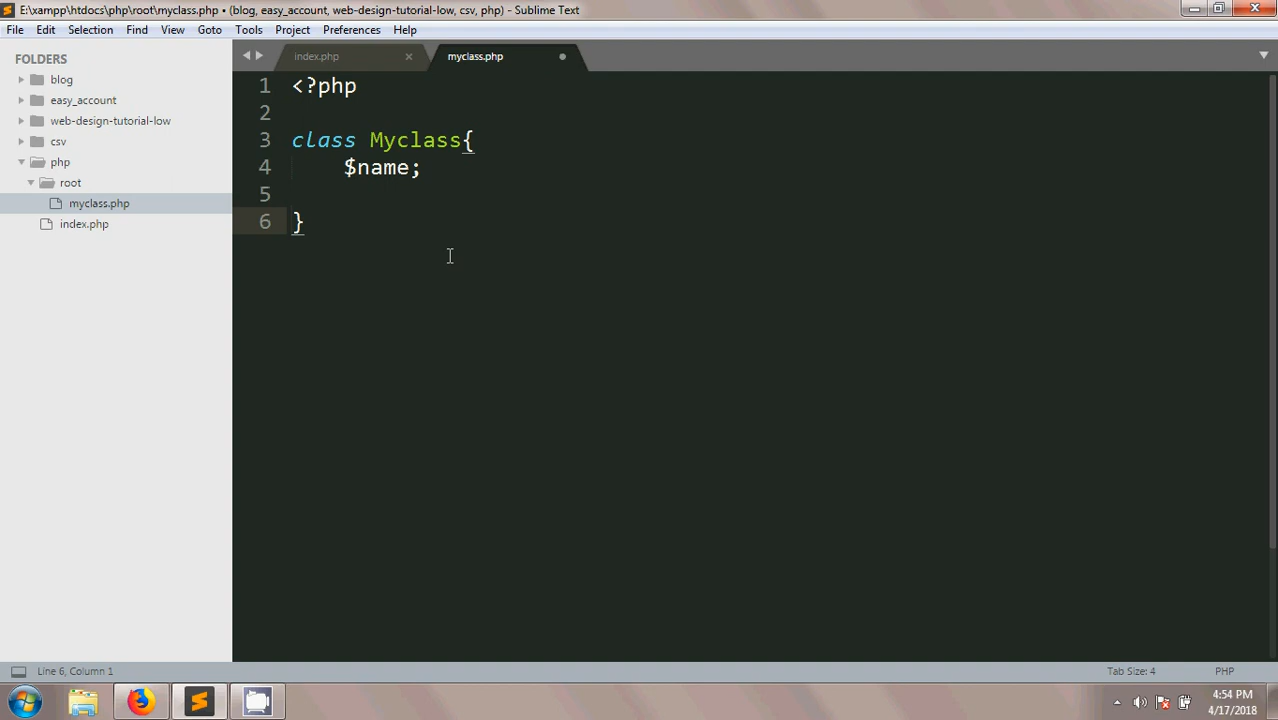 E:\xampp\htdocs\php\root\myclass.php • (blog, easy_account, web-design-tutorial-low, csv, php) - Sublime Text
File Edit Selection Find View Goto Tools Project Preferences Help
FOLDERS
blog
easy_account
web-design-tutorial-low
csv
php
root
myclass.php
index.php
index.php myclass.php
1 <?php
2
3 class Myclass{
4 $name;
5
6 }
Line 6, Column 1 Tab Size: 4 PHP
4:54 PM
4/17/2018